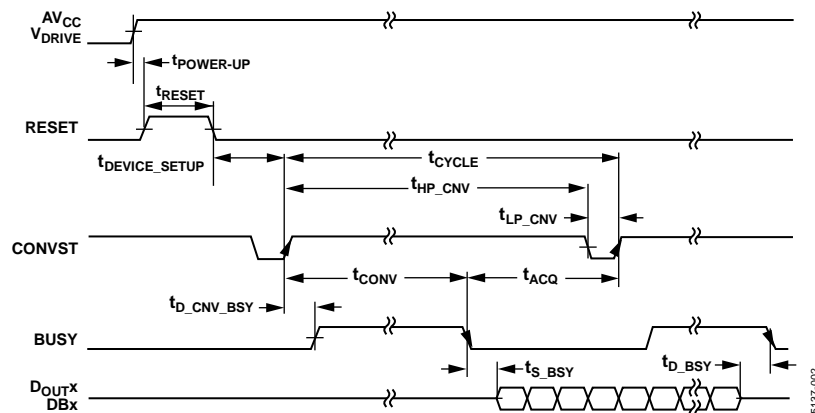 AVCC
VDRIVE
tPOWER-UP
tRESET
RESET
tDEVICE_SETUP
tCYCLE
tHP_CNV
tLP_CNV
CONVST
tCONV
tACQ
tD_CNV_BSY
BUSY
tS_BSY
tD_BSY
DOUTx
DBx